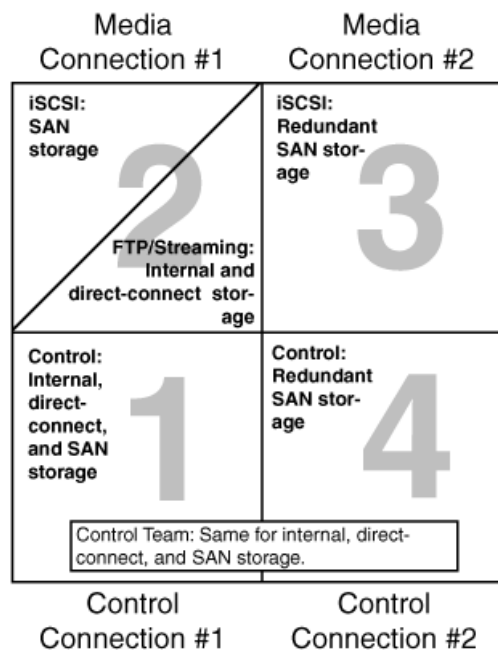 Media
Connection #1
Media
Connection #2
iSCSI:
SAN
storage
2
FTP/Streaming:
Internal and
direct-connect stor-
age
iSCSI:
Redundant
SAN stor-
age
3
Control:
Internal,
direct-
connect,
and SAN
storage
1
Control:
Redundant
SAN stor-
age
4
Control Team: Same for internal, direct-
connect, and SAN storage.
Control
Connection #1
Control
Connection #2